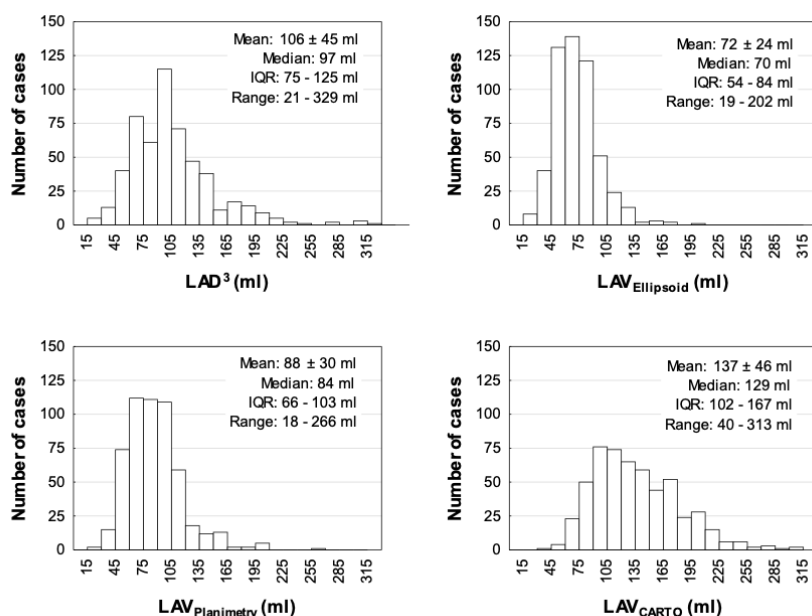 150
125
100
75
50
25
0
Number of cases
Mean: 106 ± 45 ml
Median: 97 ml
IQR: 75 - 125 ml
Range: 21 - 329 ml
15 45 75 105 135 165 195 225 255 285 315
LAD³ (ml)
150
125
100
75
50
25
0
Number of cases
Mean: 72 ± 24 ml
Median: 70 ml
IQR: 54 - 84 ml
Range: 19 - 202 ml
15 45 75 105 135 165 195 225 255 285 315
LAVEllipsoid (ml)
150
125
100
75
50
25
0
Number of cases
Mean: 88 ± 30 ml
Median: 84 ml
IQR: 66 - 103 ml
Range: 18 - 266 ml
15 45 75 105 135 165 195 225 255 285 315
LAVPlanimetry (ml)
150
125
100
75
50
25
0
Number of cases
Mean: 137 ± 46 ml
Median: 129 ml
IQR: 102 - 167 ml
Range: 40 - 313 ml
15 45 75 105 135 165 195 225 255 285 315
LAVCARTO (ml)